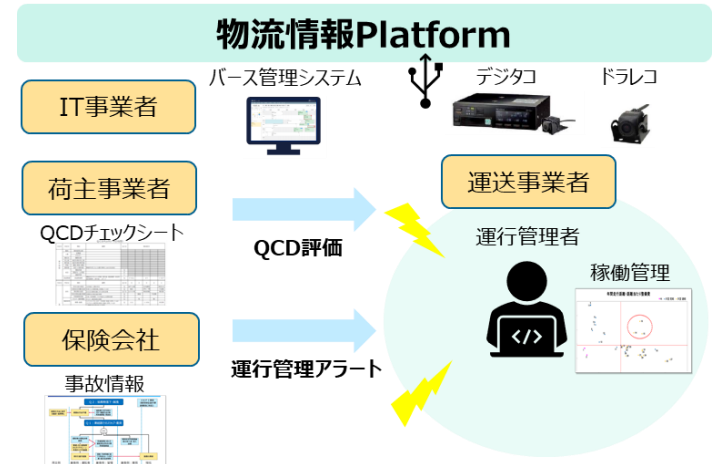 物流情報Platform
バース管理システム
デジタコ
ドラレコ
IT事業者
荷主事業者
運送事業者
QCDチェックシート
QCD評価
運行管理者
稼働管理
保険会社
運行管理アラート
事故情報